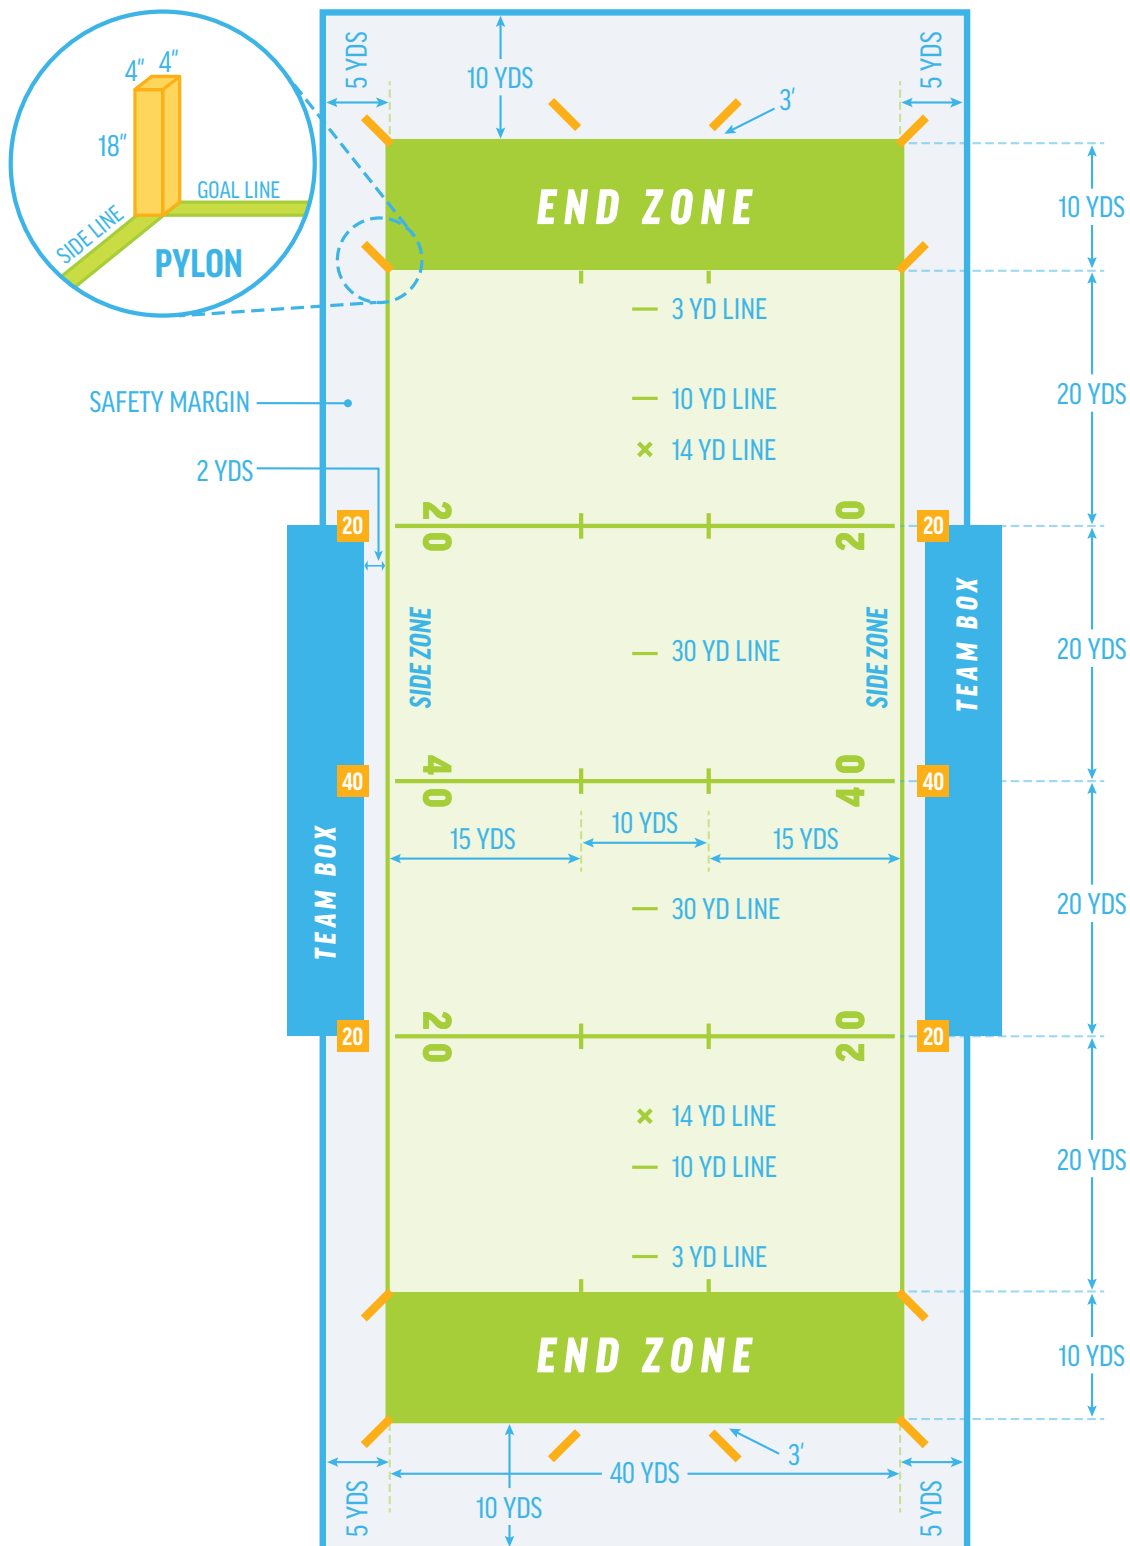 5 YDS
10 YDS
5 YDS
4" 4"
18"
GOAL LINE
SIDE LINE
PYLON
3'
END ZONE
10 YDS
3 YD LINE
SAFETY MARGIN
10 YD LINE
20 YDS
14 YD LINE
2 YDS
20
20
20
20
SIDE ZONE
30 YD LINE
SIDE ZONE
TEAM BOX
20 YDS
40
40
40
40
10 YDS
15 YDS
15 YDS
TEAM BOX
30 YD LINE
20 YDS
20
20
20
20
14 YD LINE
10 YD LINE
20 YDS
3 YD LINE
END ZONE
10 YDS
3'
40 YDS
5 YDS
10 YDS
5 YDS